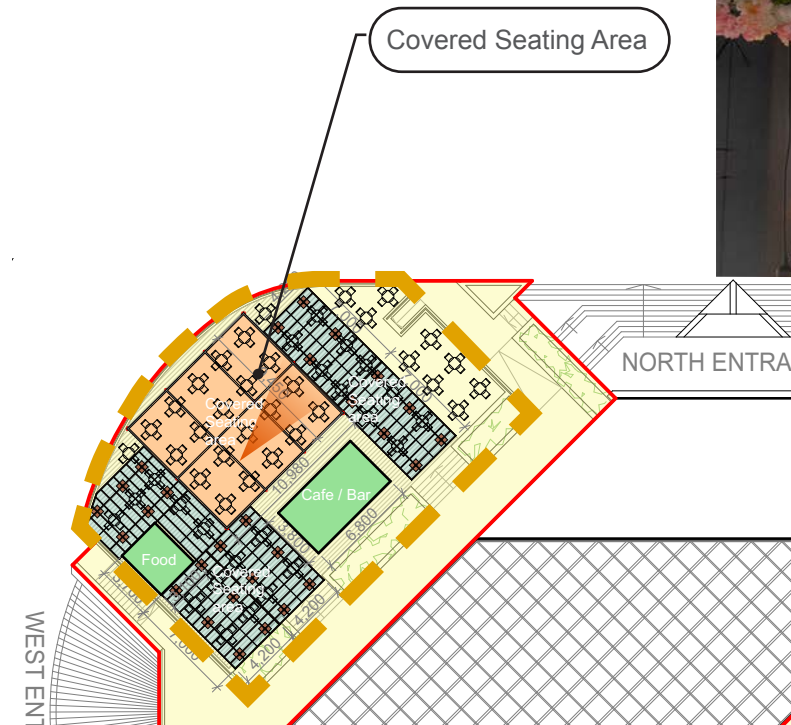 Covered Seating Area
NORTH ENTRA
Covered
Seating
area
Covered
Seating
area
10,980
Cafe / Bar
3,800
6,800
Food
Covered
Seating
area
4,200
4,200
WEST ENT